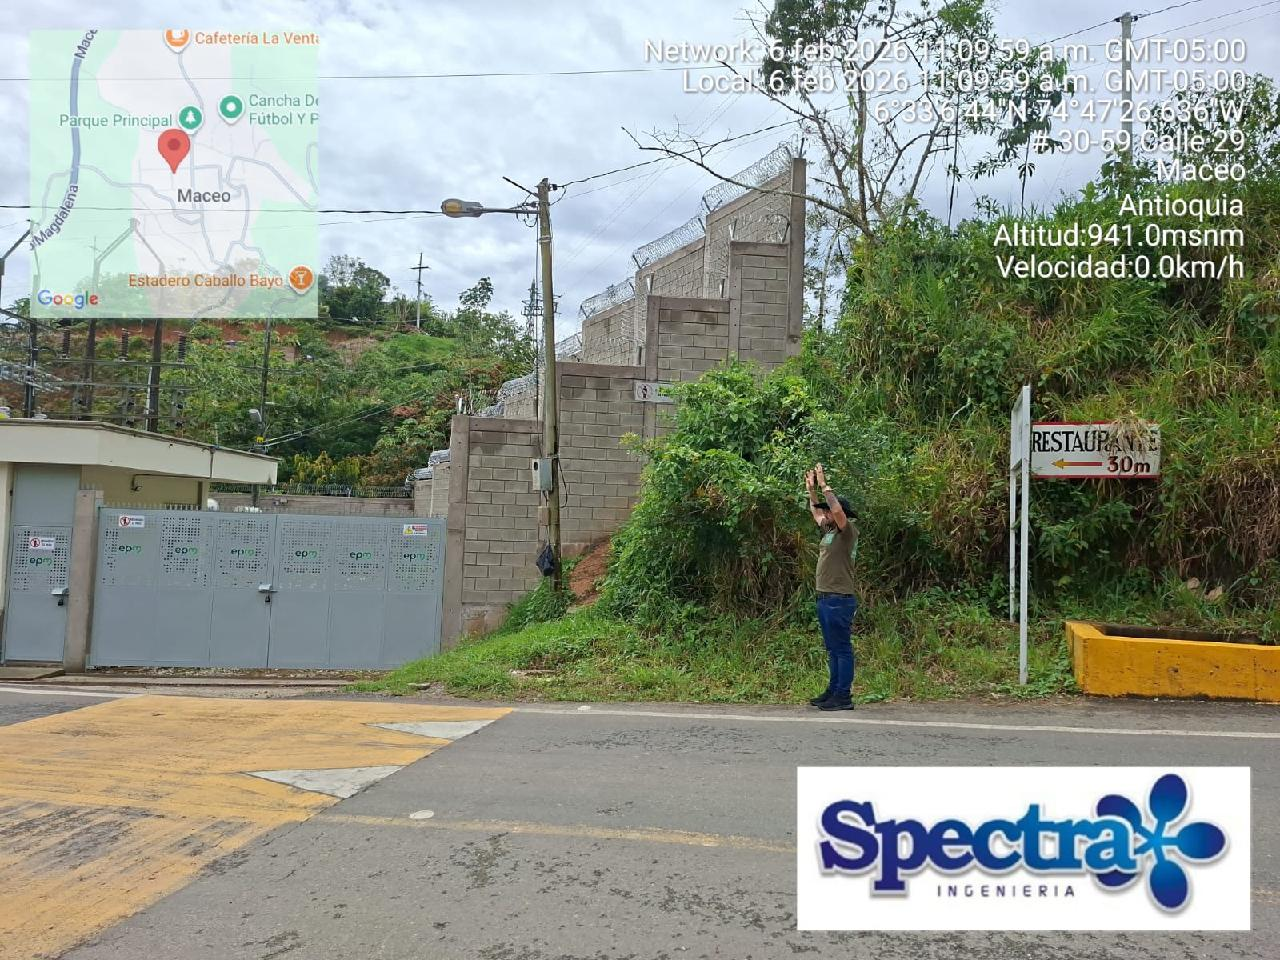 Network: 6 feb 2026 11:09:59 a.m. GMT-05:00
Local: 6 feb 2026 11:09:59 a.m. GMT-05:00
6°33'6.44"N 74°47'26.636"W
# 30-59 Calle 29
Maceo
Antioquia
Altitud:941.0msnm
Velocidad:0.0km/h
Cafetería La Venta
Cancha De
Fútbol Y P
Parque Principal
Maceo
Magdalena
Estadero Caballo Bayo
Google
RESTAURANTE
30m
epm
epm
epm
epm
epm
epm
epm
Spectra
INGENIERIA